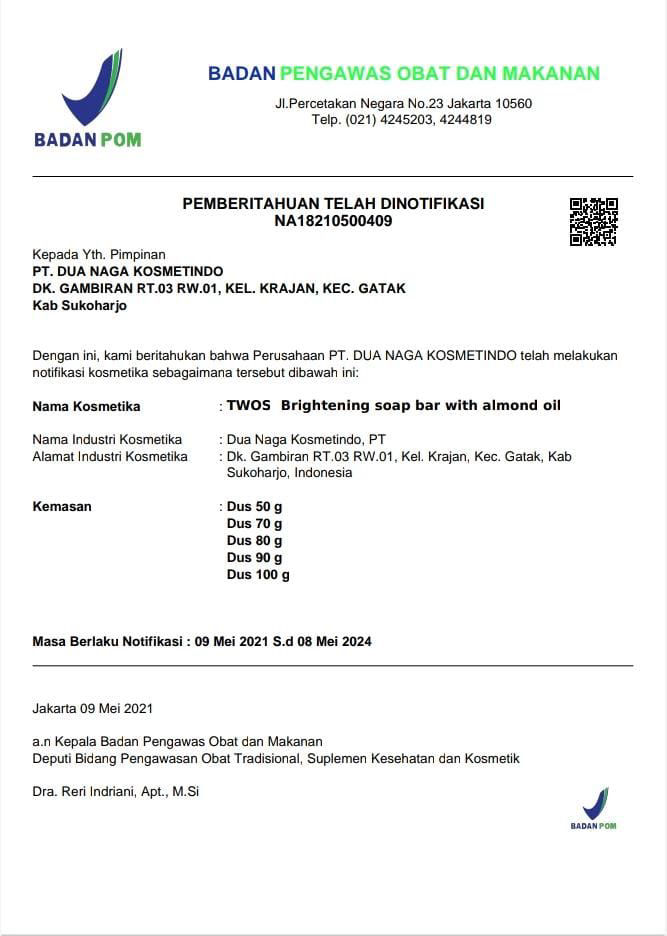 BADAN PENGAWAS OBAT DAN MAKANAN
Jl.Percetakan Negara No.23 Jakarta 10560
Telp. (021) 4245203, 4244819
BADAN POM
PEMBERITAHUAN TELAH DINOTIFIKASI
NA18210500409
Kepada Yth. Pimpinan
PT. DUA NAGA KOSMETINDO
DK. GAMBIRAN RT.03 RW.01, KEL. KRAJAN, KEC. GATAK
Kab Sukoharjo
Dengan ini, kami beritahukan bahwa Perusahaan PT. DUA NAGA KOSMETINDO telah melakukan
notifikasi kosmetika sebagaimana tersebut dibawah ini:
Nama Kosmetika : TWOS Brightening soap bar with almond oil
Nama Industri Kosmetika : Dua Naga Kosmetindo, PT
Alamat Industri Kosmetika : Dk. Gambiran RT.03 RW.01, Kel. Krajan, Kec. Gatak, Kab
Sukoharjo, Indonesia
Kemasan : Dus 50 g
Dus 70 g
Dus 80 g
Dus 90 g
Dus 100 g
Masa Berlaku Notifikasi : 09 Mei 2021 S.d 08 Mei 2024
Jakarta 09 Mei 2021
a.n Kepala Badan Pengawas Obat dan Makanan
Deputi Bidang Pengawasan Obat Tradisional, Suplemen Kesehatan dan Kosmetik
Dra. Reri Indriani, Apt., M.Si
BADAN POM